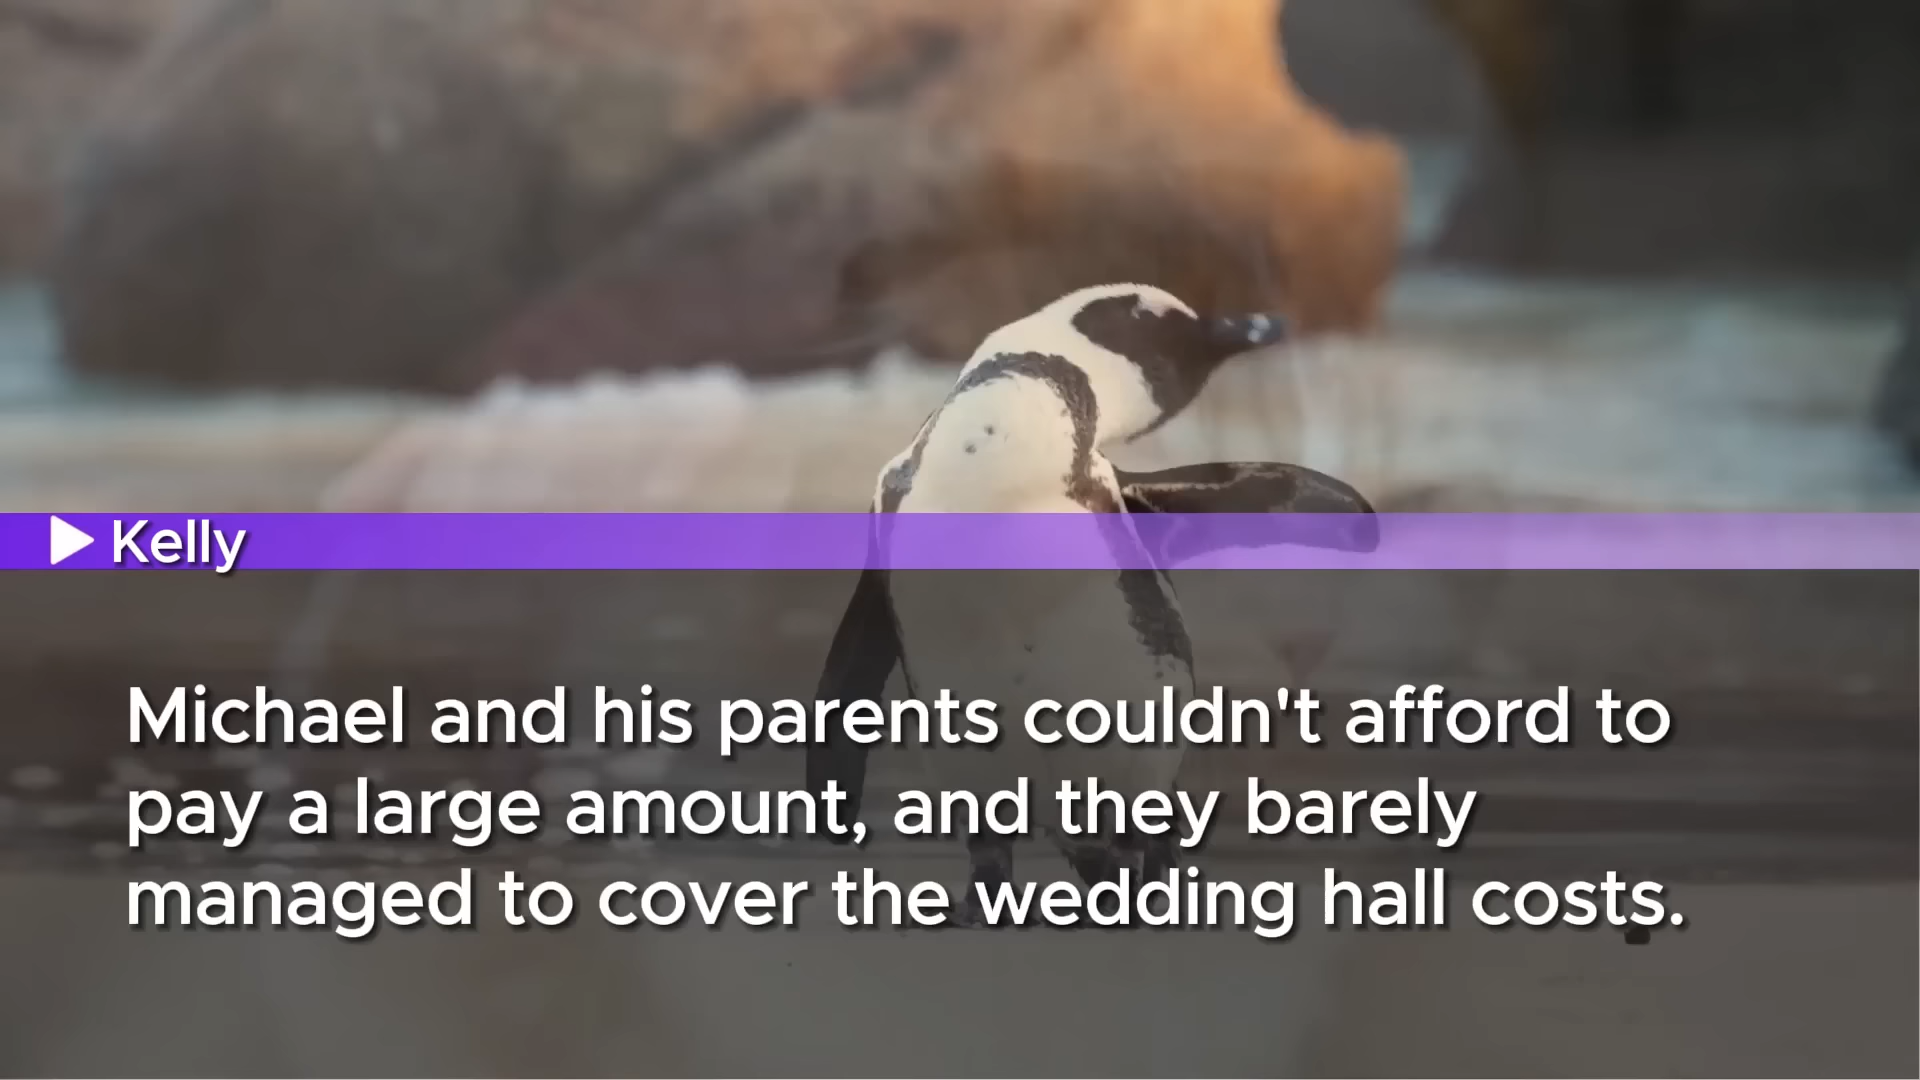 Kelly
Michael and his parents couldn't afford to
pay a large amount, and they barely
managed to cover the wedding hall costs.